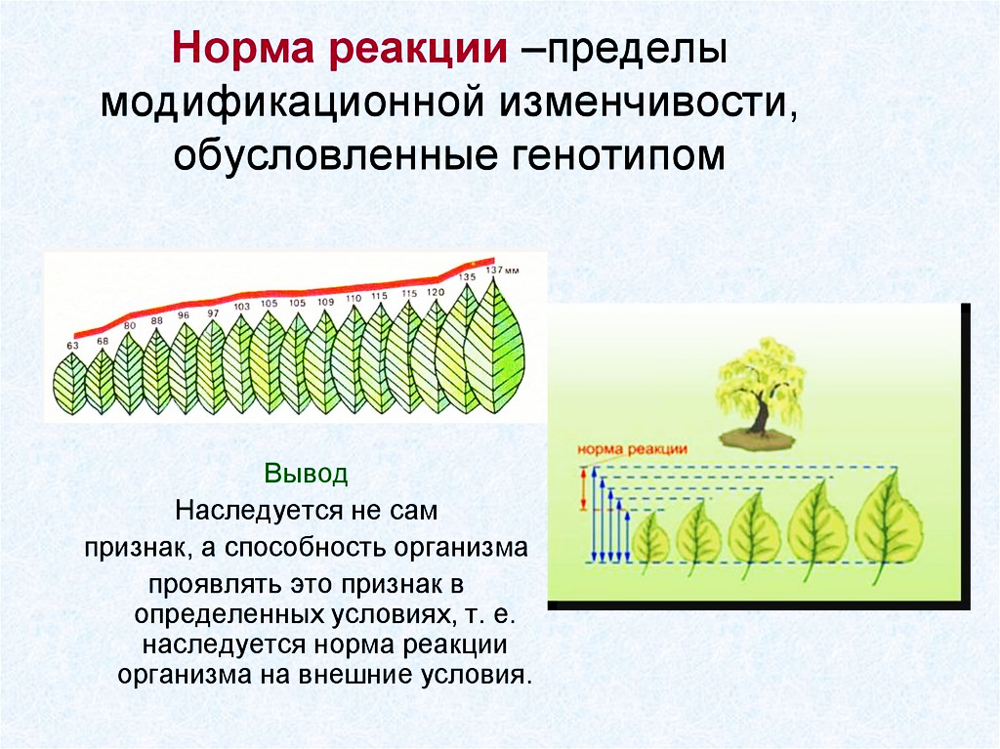 Норма реакции –пределы
модификационной изменчивости,
обусловленные генотипом
63 68 80 88 96 97 103 105 105 109 110 115 115 120 135 137 мм
норма реакции
Вывод
Наследуется не сам
признак, а способность организма
проявлять это признак в
определенных условиях, т. е.
наследуется норма реакции
организма на внешние условия.